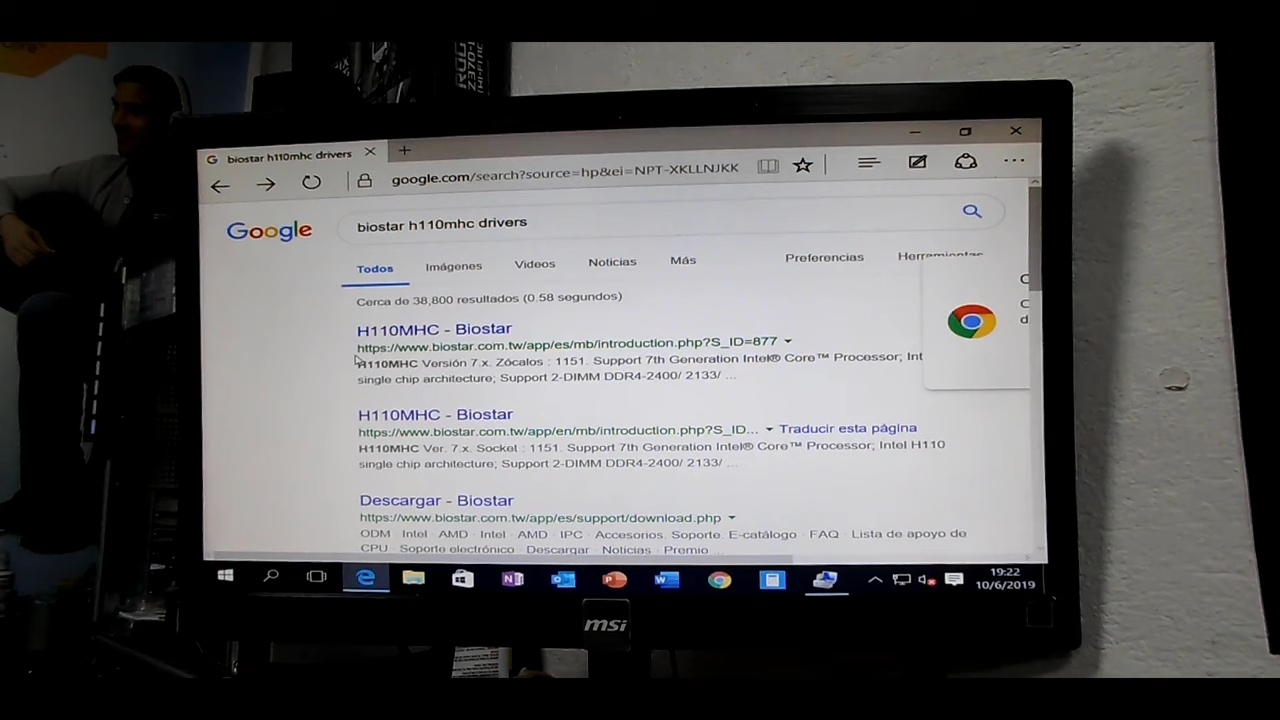 Z370-
biostar h110mhc drivers
google.com/search?source=hp&ei=NPT-XKLLNJKK
Google
biostar h110mhc drivers
Todos Imágenes Videos Noticias Más Preferencias Herramientas
Cerca de 38,800 resultados (0.58 segundos)
H110MHC - Biostar
https://www.biostar.com.tw/app/es/mb/introduction.php?S_ID=877
H110MHC Versión 7.x. Zócalos : 1151. Support 7th Generation Intel® Core™ Processor; Int
single chip architecture; Support 2-DIMM DDR4-2400/ 2133/ ...
H110MHC - Biostar
https://www.biostar.com.tw/app/en/mb/introduction.php?S_ID... Traducir esta página
H110MHC Ver. 7.x. Socket : 1151. Support 7th Generation Intel® Core™ Processor; Intel H110
single chip architecture; Support 2-DIMM DDR4-2400/ 2133/ ...
Descargar - Biostar
https://www.biostar.com.tw/app/es/support/download.php
ODM · Intel · AMD · Intel · AMD · IPC · Accesorios. Soporte. E-catálogo · FAQ · Lista de apoyo de
CPU. Soporte electrónico · Descargar · Noticias · Premio ...
19:22
10/6/2019
msi